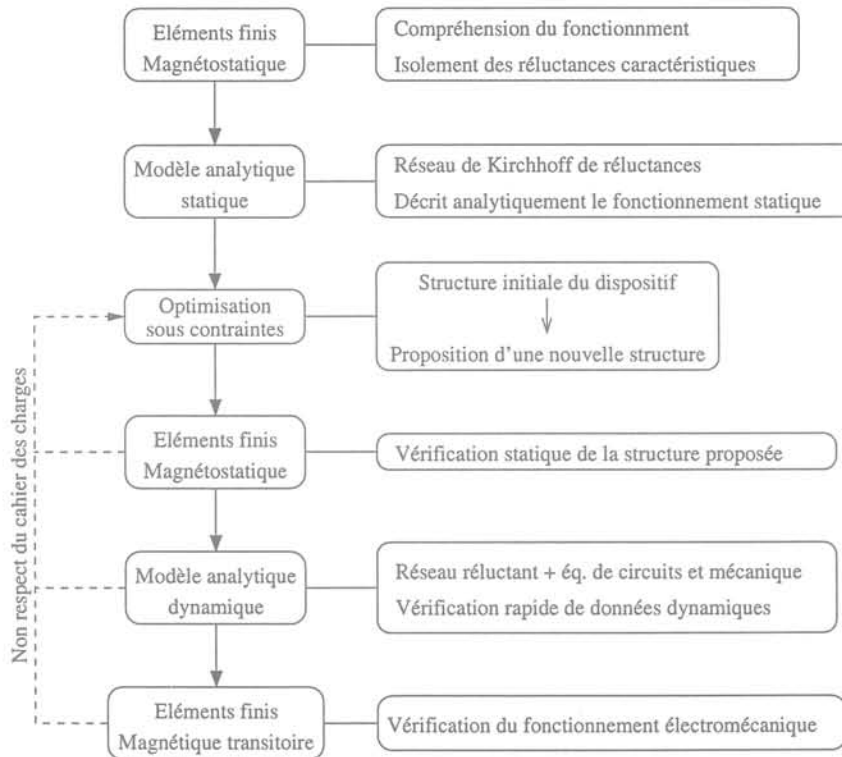 Eléments finis
Magnétostatique
Compréhension du fonctionnment
Isolement des réluctances caractéristiques
Modèle analytique
statique
Réseau de Kirchhoff de réluctances
Décrit analytiquement le fonctionnement statique
Optimisation
sous contraintes
Structure initiale du dispositif
Proposition d'une nouvelle structure
Non respect du cahier des charges
Eléments finis
Magnétostatique
Vérification statique de la structure proposée
Modèle analytique
dynamique
Réseau réluctant + éq. de circuits et mécanique
Vérification rapide de données dynamiques
Eléments finis
Magnétique transitoire
Vérification du fonctionnement électromécanique